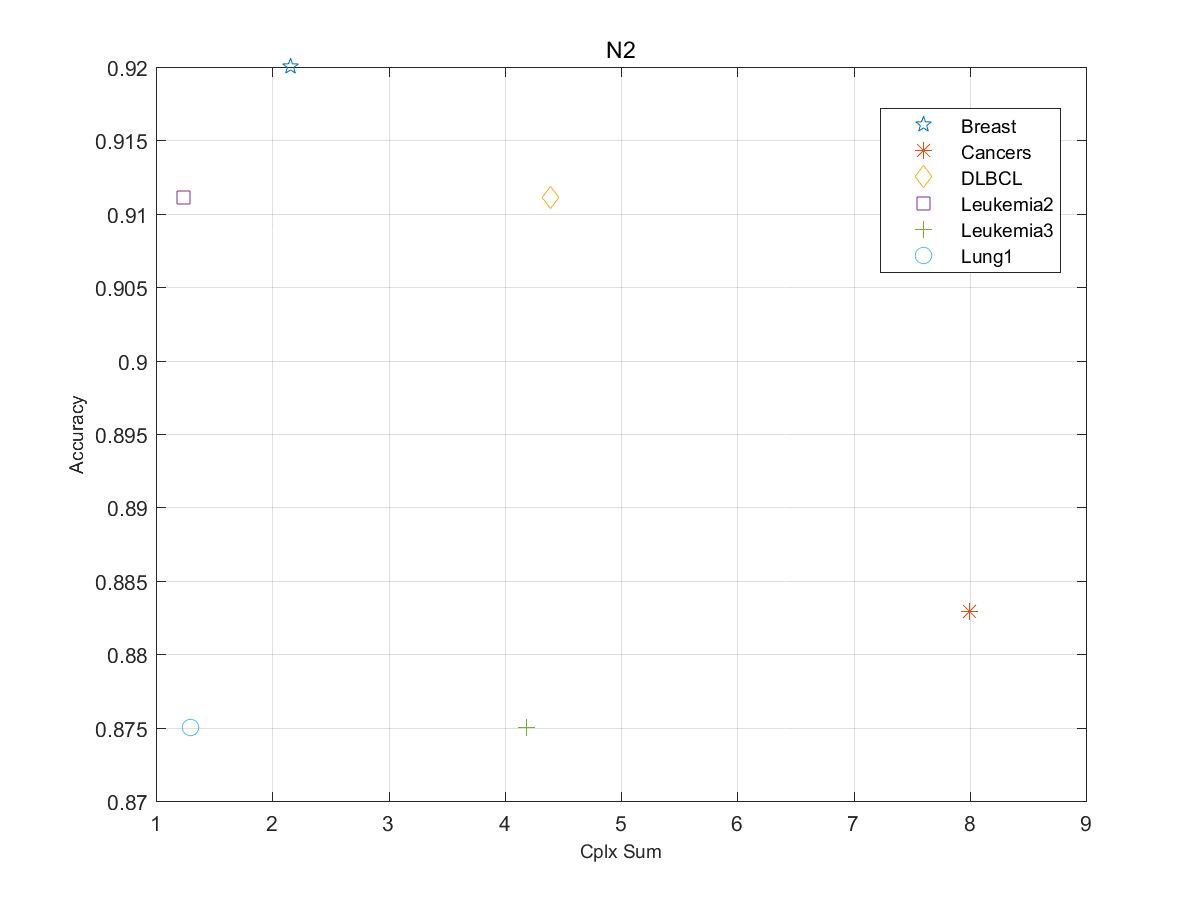 N2
0.92
0.915
0.91
0.905
0.9
0.895
0.89
0.885
0.88
0.875
0.87
Accuracy
Breast
Cancers
DLBCL
Leukemia2
Leukemia3
Lung1
1 2 3 4 5 6 7 8 9
Cplx Sum